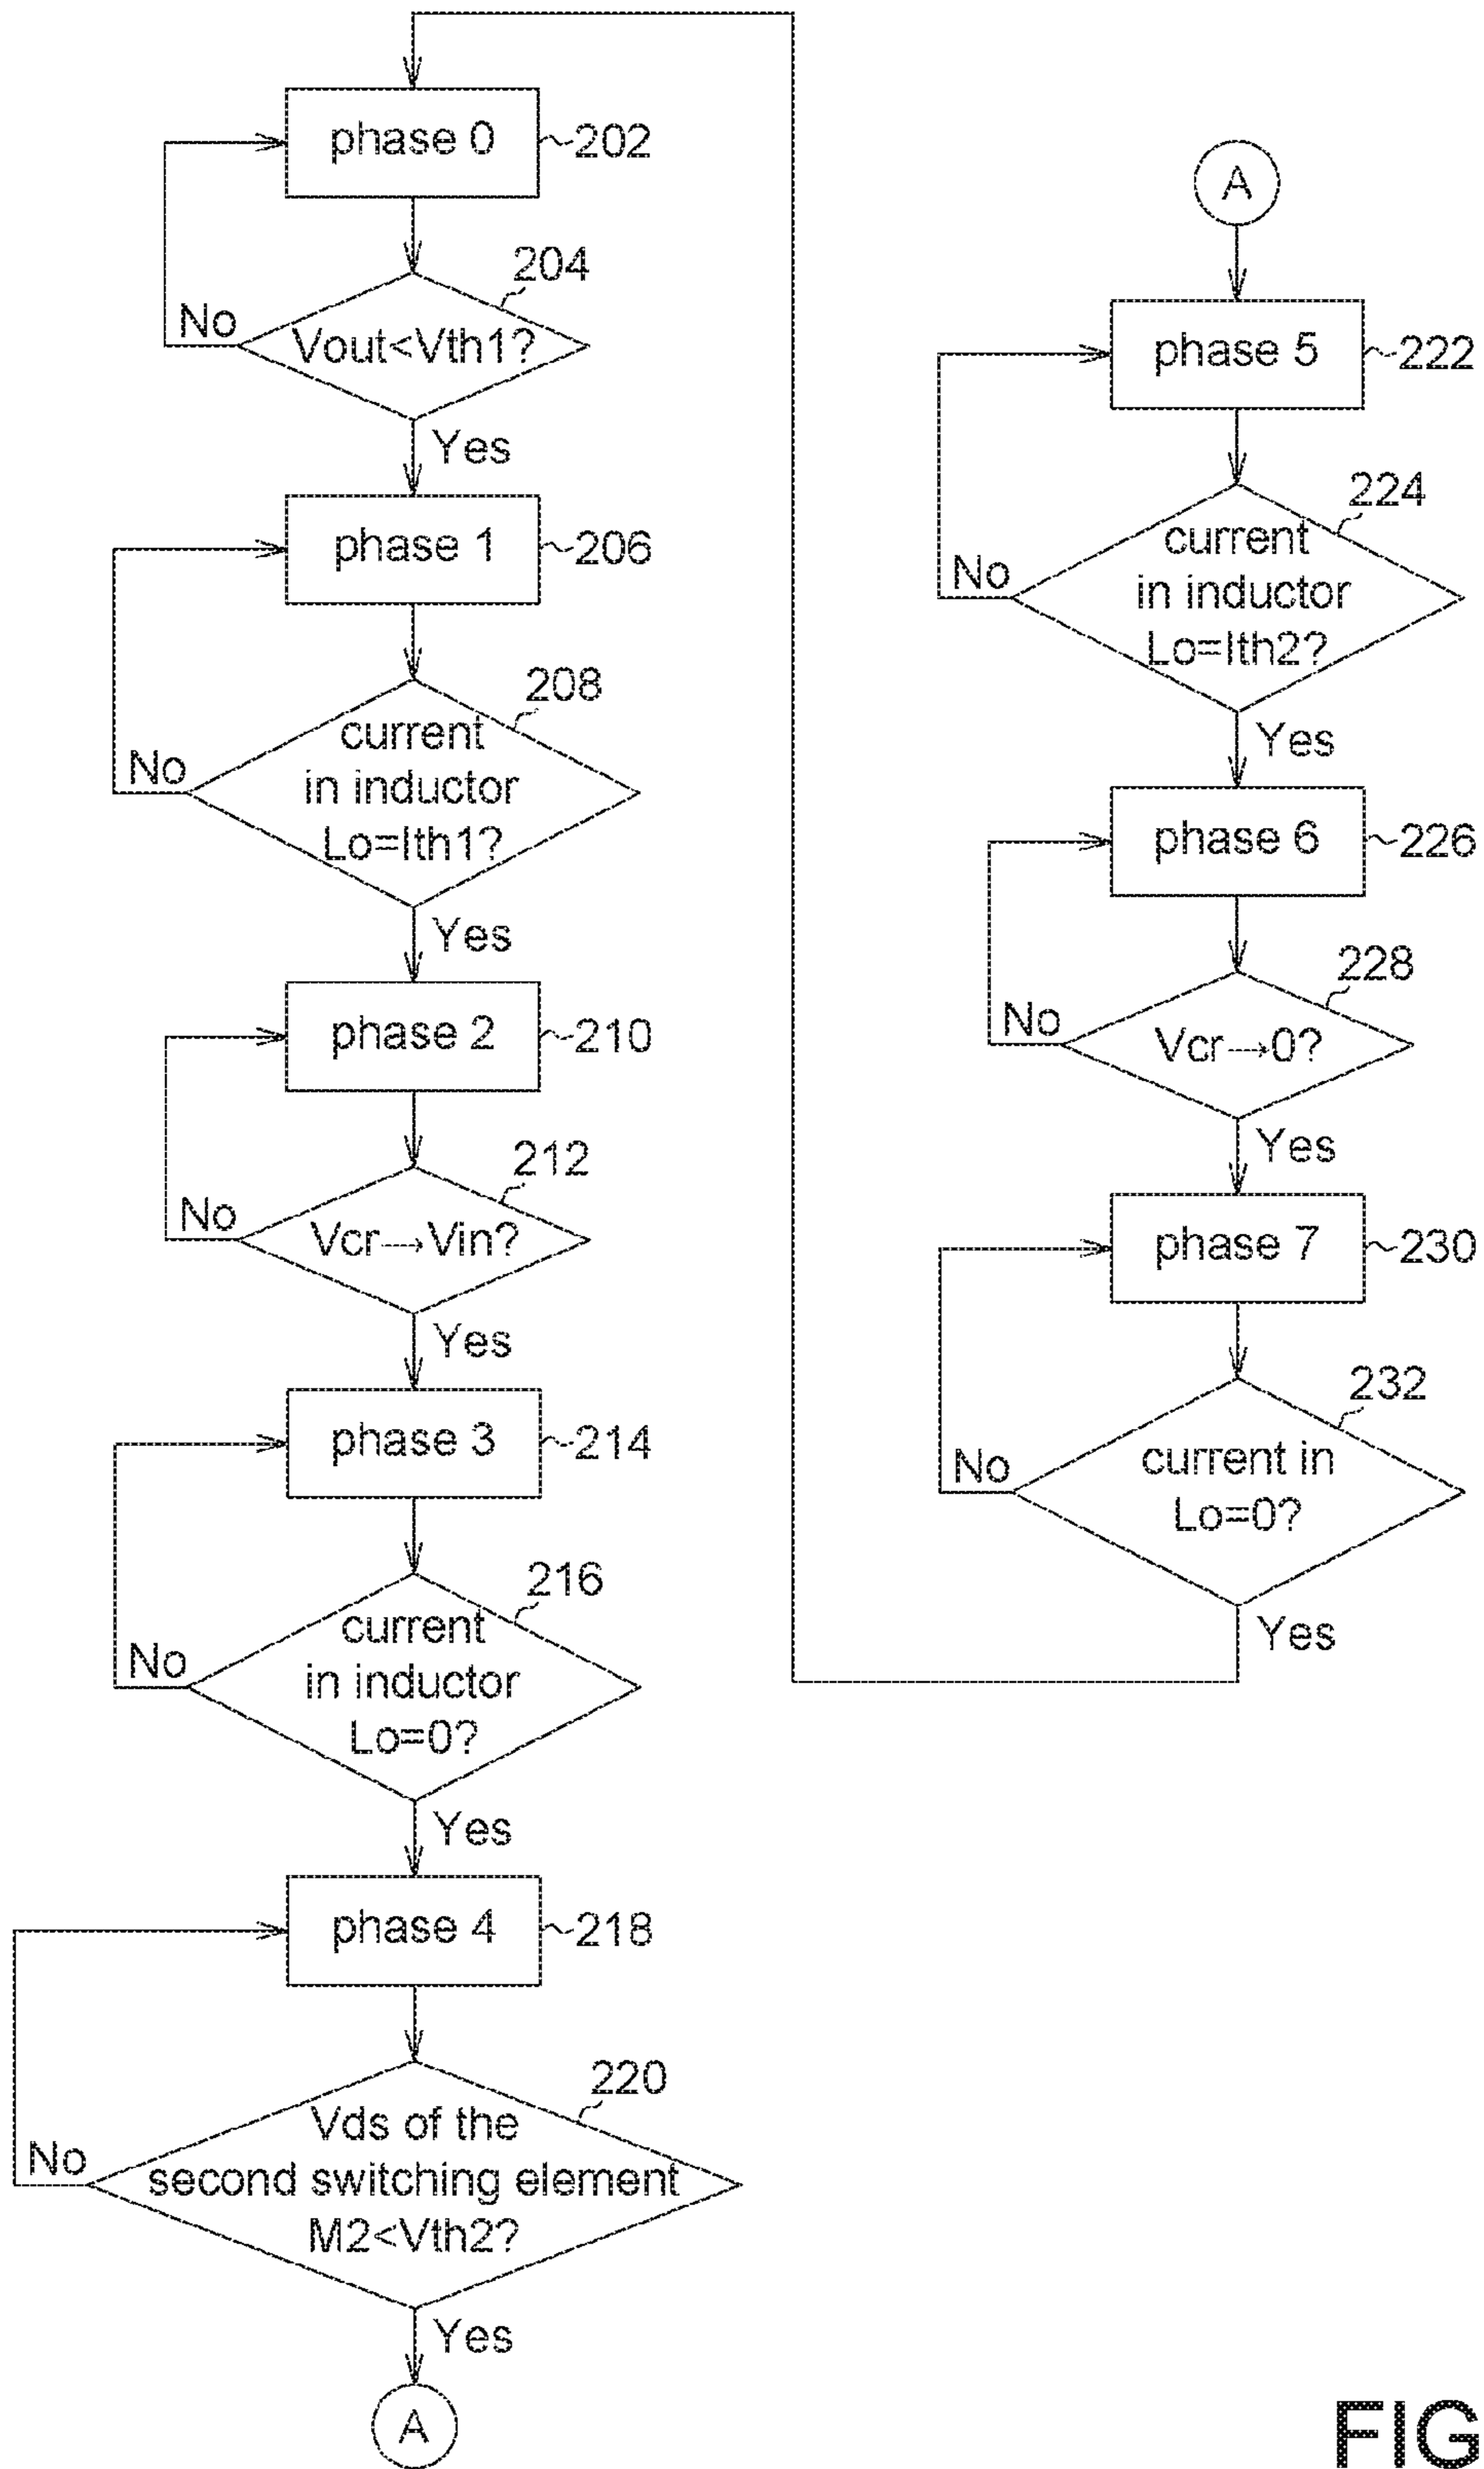 phase 0
202
204
Vout<Vth1?
No
Yes
phase 1
206
208
current
in inductor
Lo=Ith1?
No
Yes
phase 2
210
212
Vcr→Vin?
No
Yes
phase 3
214
216
current
in inductor
Lo=0?
No
Yes
phase 4
218
220
Vds of the
second switching element
M2<Vth2?
No
Yes
A
A
phase 5
222
224
current
in inductor
Lo=Ith2?
No
Yes
phase 6
226
228
Vcr→0?
No
Yes
phase 7
230
232
current in
Lo=0?
No
Yes
FIG